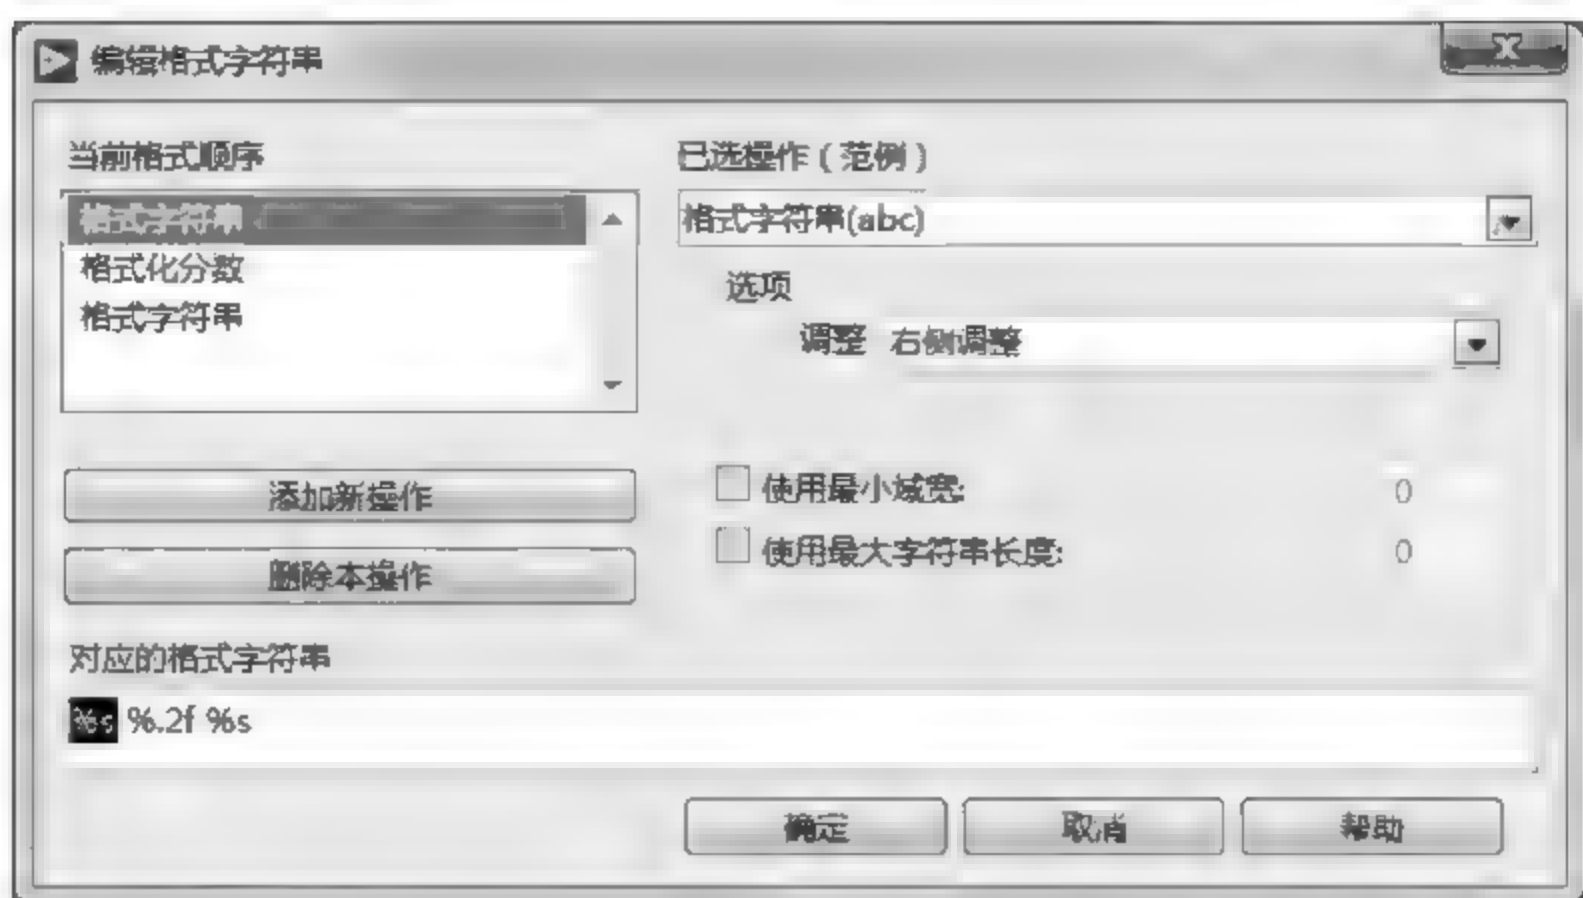 编辑格式字符串
X
当前格式顺序
格式字符串
格式化分数
格式字符串
添加新操作
删除本操作
已选操作(范例)
格式字符串(abc)
选项
调整 右侧调整
使用最小域宽: 0
使用最大字符串长度: 0
对应的格式字符串
%s %.2f %s
确定 取消 帮助